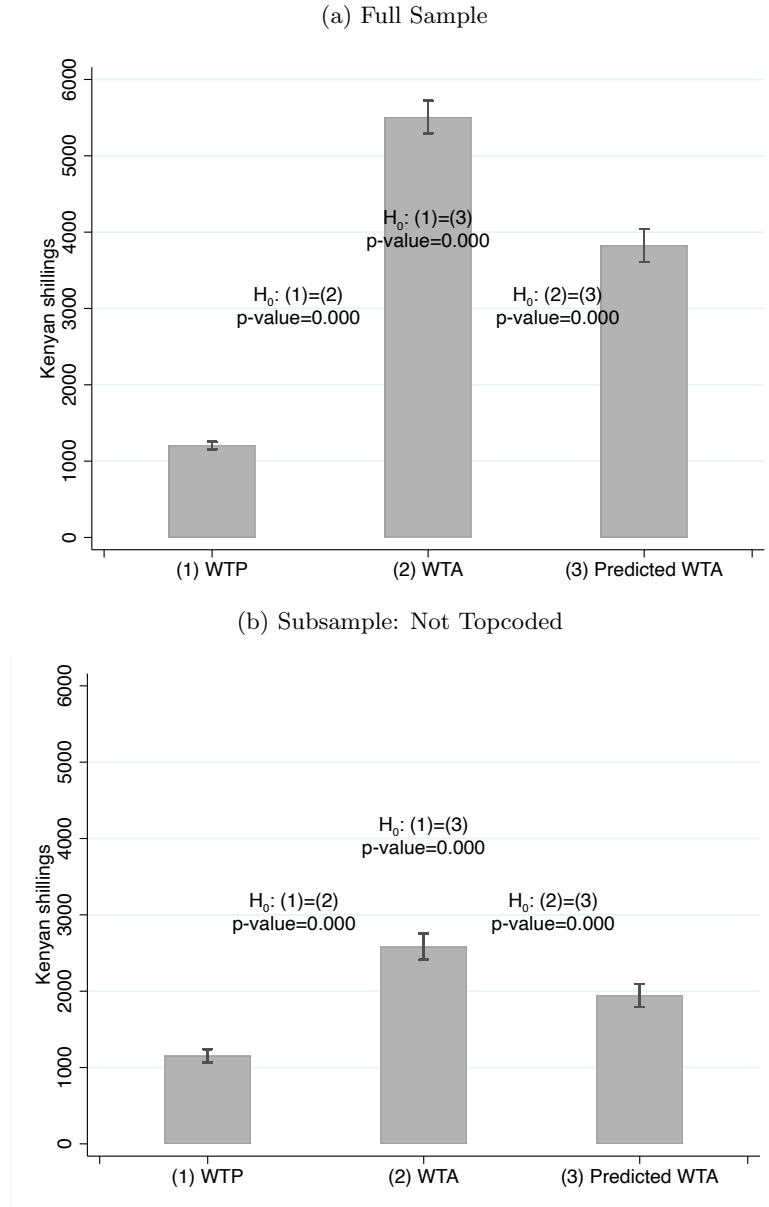 (a) Full Sample
6000
5000
4000
3000
2000
1000
0
Kenyan shillings
H0: (1)=(3)
p-value=0.000
H0: (1)=(2)
p-value=0.000
H0: (2)=(3)
p-value=0.000
(1) WTP
(2) WTA
(3) Predicted WTA
(b) Subsample: Not Topcoded
6000
5000
4000
3000
2000
1000
0
Kenyan shillings
H0: (1)=(3)
p-value=0.000
H0: (1)=(2)
p-value=0.000
H0: (2)=(3)
p-value=0.000
(1) WTP
(2) WTA
(3) Predicted WTA